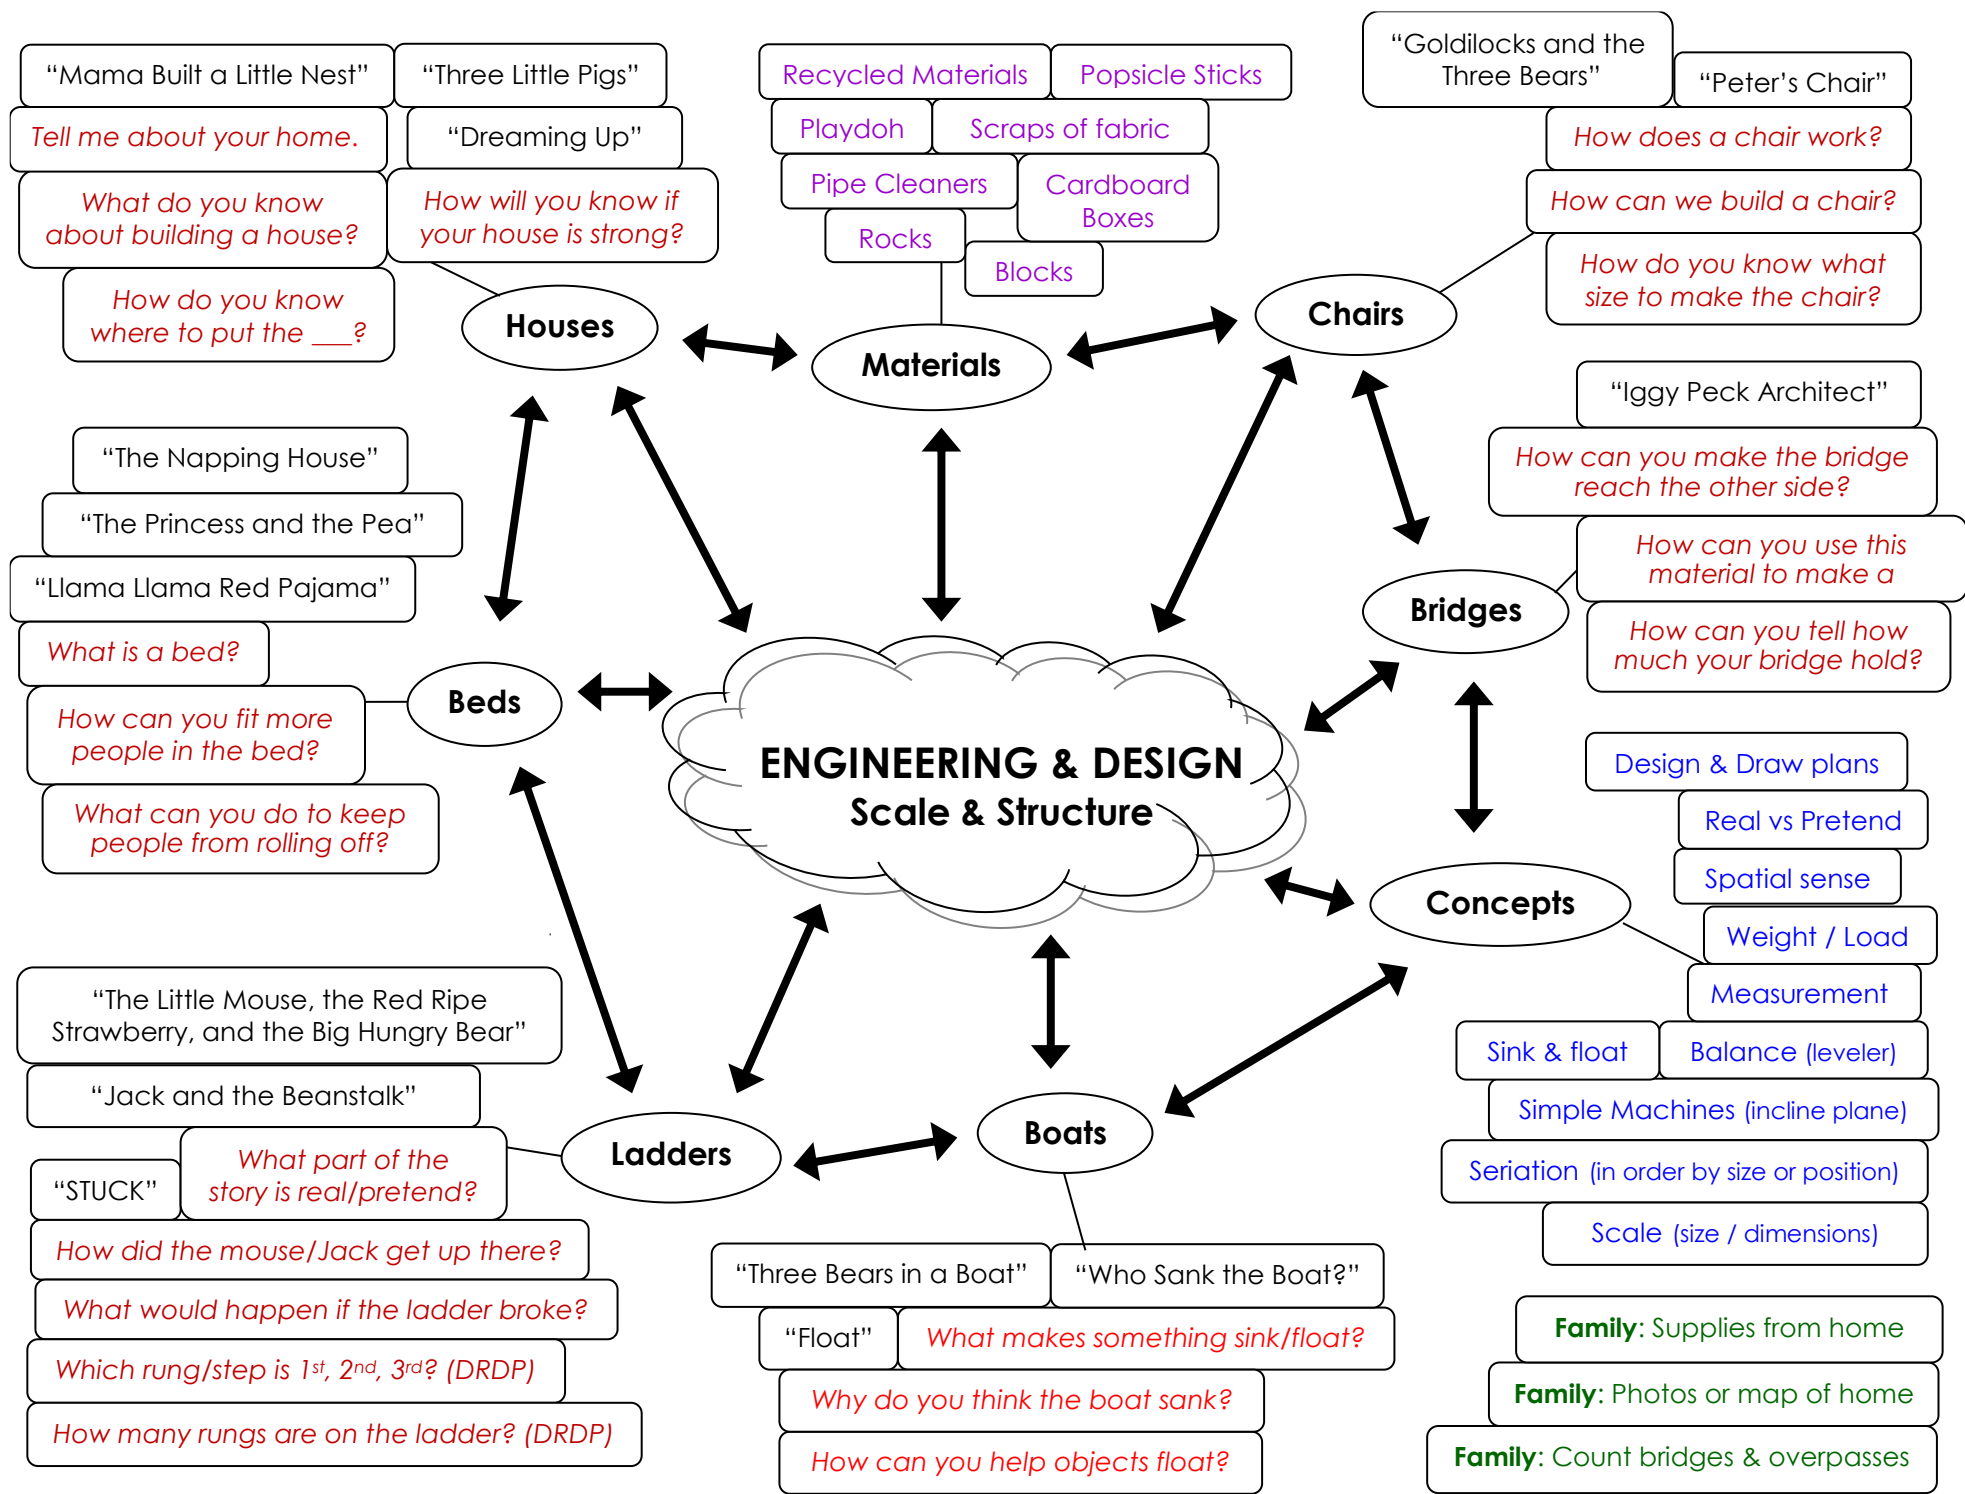 “Mama Built a Little Nest”
“Three Little Pigs”
Tell me about your home.
“Dreaming Up”
What do you know
about building a house?
How will you know if
your house is strong?
How do you know
where to put the ___?
Houses
Recycled Materials
Popsicle Sticks
Playdoh
Scraps of fabric
Pipe Cleaners
Cardboard
Boxes
Rocks
Blocks
Materials
“Goldilocks and the
Three Bears”
“Peter’s Chair”
How does a chair work?
How can we build a chair?
How do you know what
size to make the chair?
Chairs
“Iggy Peck Architect”
How can you make the bridge
reach the other side?
How can you use this
material to make a
How can you tell how
much your bridge hold?
Bridges
“The Napping House”
“The Princess and the Pea”
“Llama Llama Red Pajama”
What is a bed?
How can you fit more
people in the bed?
What can you do to keep
people from rolling off?
Beds
ENGINEERING & DESIGN
Scale & Structure
Design & Draw plans
Real vs Pretend
Spatial sense
Weight / Load
Measurement
Sink & float
Balance (leveler)
Simple Machines (incline plane)
Seriation (in order by size or position)
Scale (size / dimensions)
Concepts
“The Little Mouse, the Red Ripe
Strawberry, and the Big Hungry Bear”
“Jack and the Beanstalk”
“STUCK”
What part of the
story is real/pretend?
How did the mouse/Jack get up there?
What would happen if the ladder broke?
Which rung/step is 1st, 2nd, 3rd? (DRDP)
How many rungs are on the ladder? (DRDP)
Ladders
Boats
“Three Bears in a Boat”
“Who Sank the Boat?”
“Float”
What makes something sink/float?
Why do you think the boat sank?
How can you help objects float?
Family: Supplies from home
Family: Photos or map of home
Family: Count bridges & overpasses